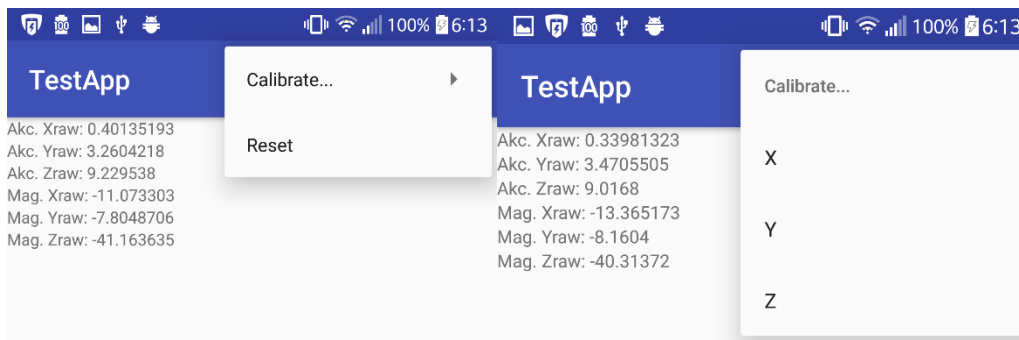 100% 6:13
TestApp
Calibrate...
Reset
Akc. Xraw: 0.40135193
Akc. Yraw: 3.2604218
Akc. Zraw: 9.229538
Mag. Xraw: -11.073303
Mag. Yraw: -7.8048706
Mag. Zraw: -41.163635
100 100% 6:13
TestApp
Calibrate...
X
Y
Z
Akc. Xraw: 0.33981323
Akc. Yraw: 3.4705505
Akc. Zraw: 9.0168
Mag. Xraw: -13.365173
Mag. Yraw: -8.1604
Mag. Zraw: -40.31372